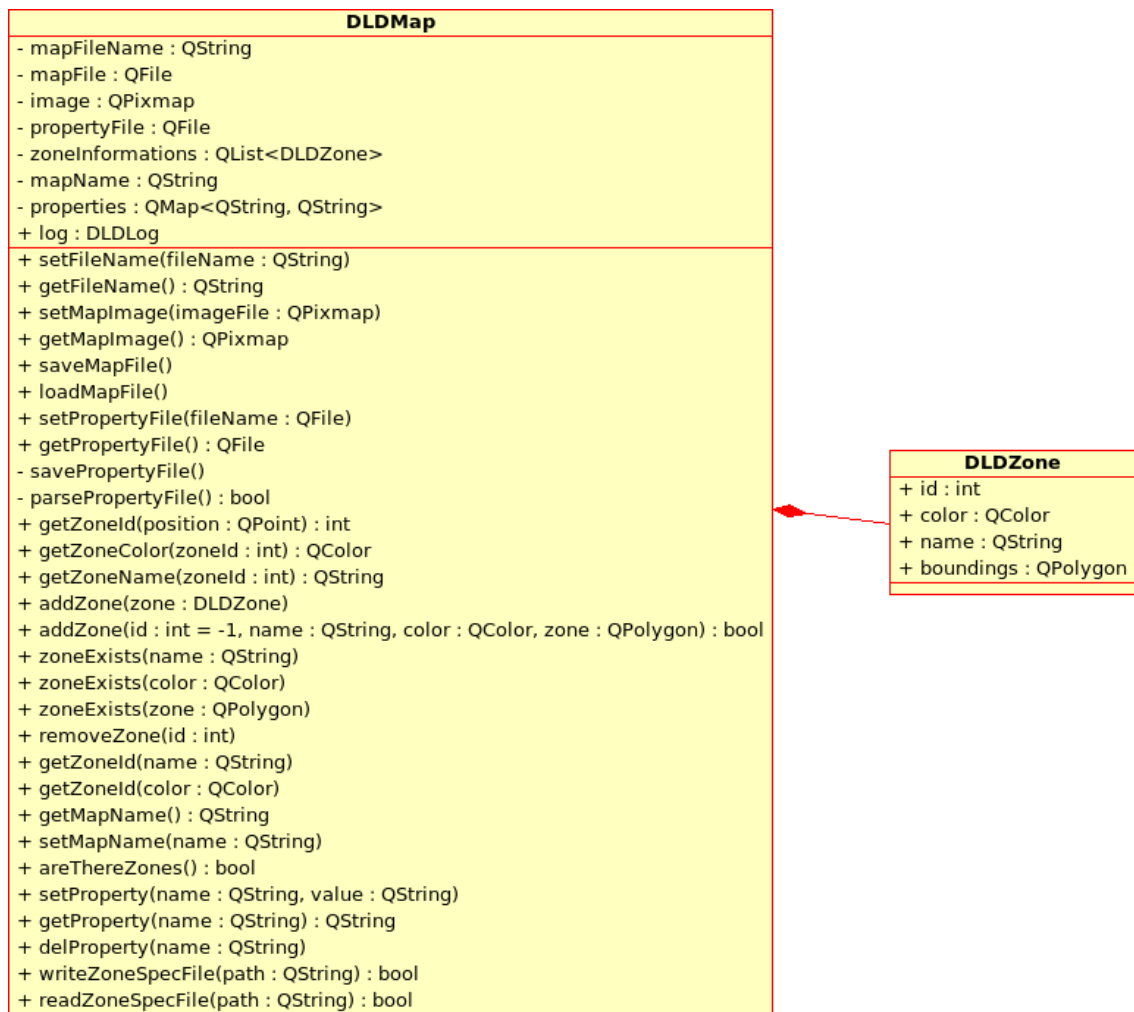 DLDMap
- mapFileName : QString
- mapFile : QFile
- image : QPixmap
- propertyFile : QFile
- zoneInformations : QList<DLDZone>
- mapName : QString
- properties : QMap<QString, QString>
+ log : DLDLog
+ setFileName(fileName : QString)
+ getFileName() : QString
+ setMapImage(imageFile : QPixmap)
+ getMapImage() : QPixmap
+ saveMapFile()
+ loadMapFile()
+ setPropertyFile(fileName : QFile)
+ getPropertyFile() : QFile
- savePropertyFile()
- parsePropertyFile() : bool
+ getZoneId(position : QPoint) : int
+ getZoneColor(zoneId : int) : QColor
+ getZoneName(zoneId : int) : QString
+ addZone(zone : DLDZone)
+ addZone(id : int = -1, name : QString, color : QColor, zone : QPolygon) : bool
+ zoneExists(name : QString)
+ zoneExists(color : QColor)
+ zoneExists(zone : QPolygon)
+ removeZone(id : int)
+ getZoneId(name : QString)
+ getZoneId(color : QColor)
+ getMapName() : QString
+ setMapName(name : QString)
+ areThereZones() : bool
+ setProperty(name : QString, value : QString)
+ getProperty(name : QString) : QString
+ delProperty(name : QString)
+ writeZoneSpecFile(path : QString) : bool
+ readZoneSpecFile(path : QString) : bool
DLDZone
+ id : int
+ color : QColor
+ name : QString
+ boundings : QPolygon